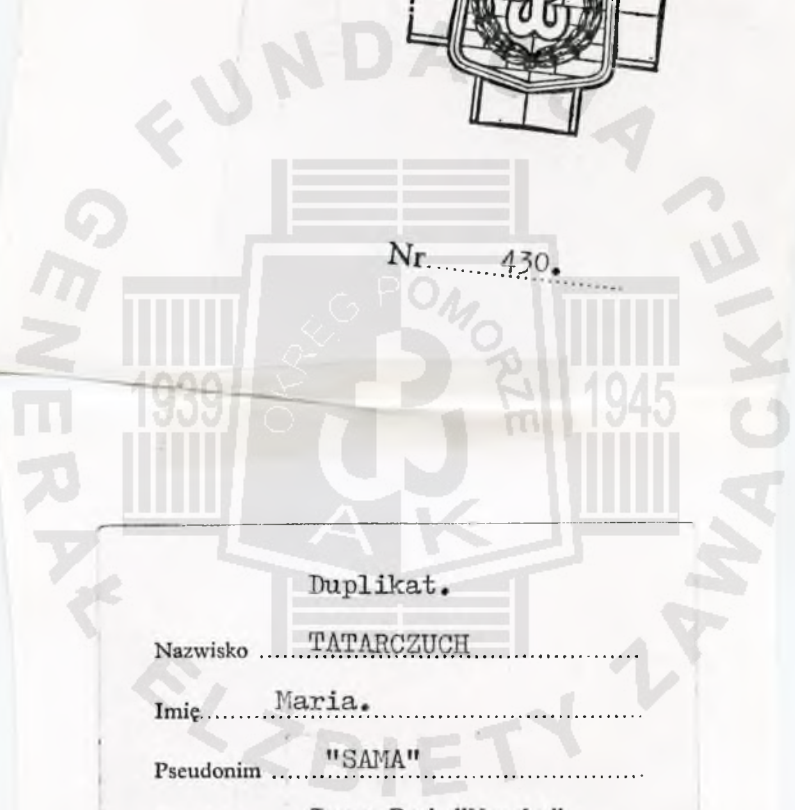 Nr 430.
FUNDACJA GENERAŁ ELŻBIETY ZAWACKIEJ
OKRĘG POMORZE
1939 1945
AK
Duplikat.
Nazwisko TATARCZUCH
Imię Maria.
Pseudonim "SAMA"